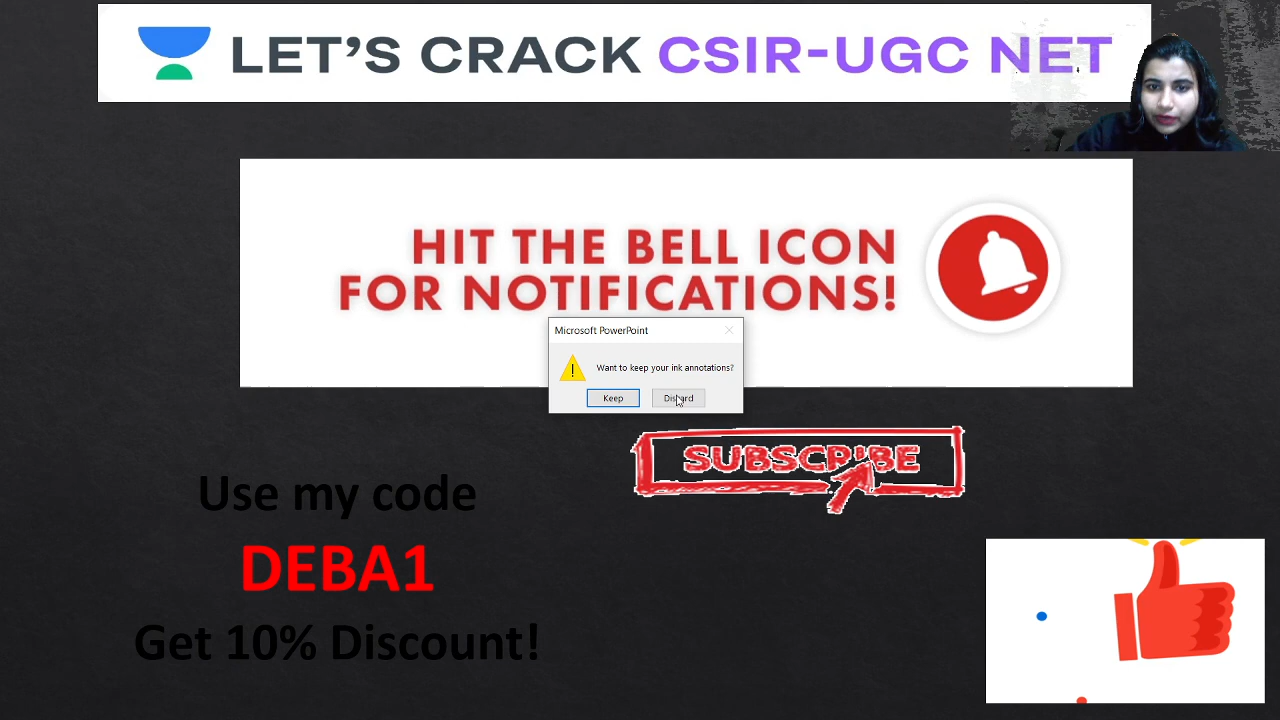 LET'S CRACK CSIR-UGC NET
HIT THE BELL ICON
FOR NOTIFICATIONS!
Microsoft PowerPoint
Want to keep your ink annotations?
Keep
Discard
SUBSCRIBE
Use my code
DEBA1
Get 10% Discount!